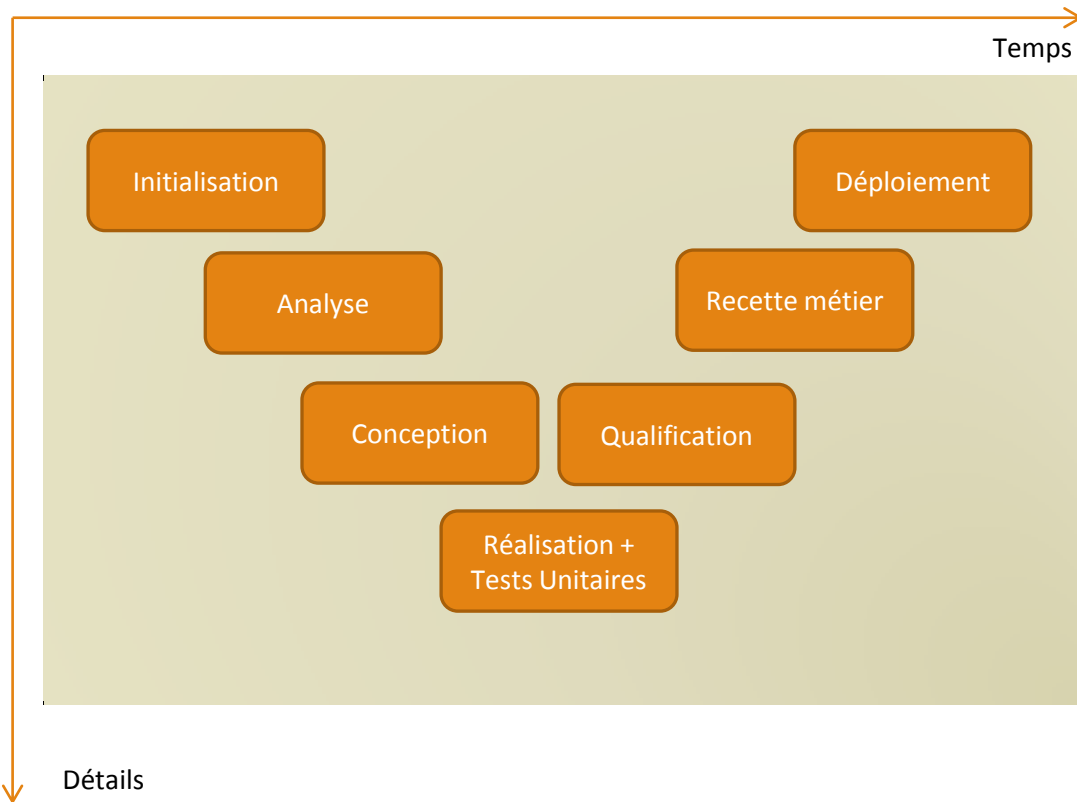 Temps
Initialisation
Déploiement
Analyse
Recette métier
Conception
Qualification
Réalisation +
Tests Unitaires
Détails